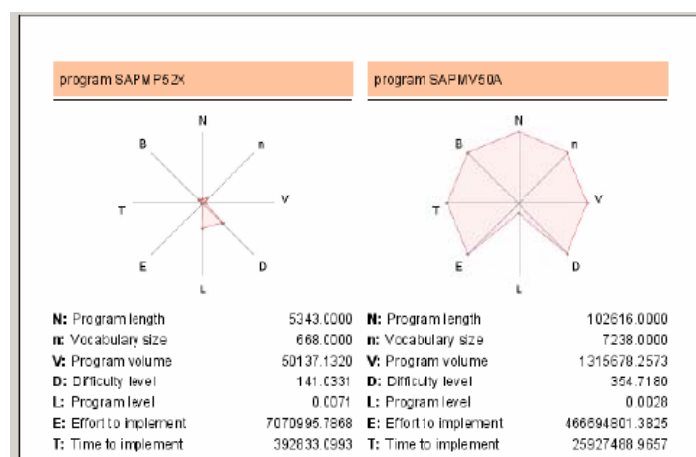 program SAPMP52X
N
B
n
T
V
E
D
L
N: Program length 5343.0000
n: Vocabulary size 668.0000
V: Program volume 50137.1320
D: Difficulty level 141.0331
L: Program level 0.0071
E: Effort to implement 7070995.7868
T: Time to implement 392833.0993
program SAPMV50A
N
B
n
T
V
E
D
L
N: Program length 102616.0000
n: Vocabulary size 7238.0000
V: Program volume 1315678.2573
D: Difficulty level 354.7180
L: Program level 0.0028
E: Effort to implement 466694801.3825
T: Time to implement 25927488.9657